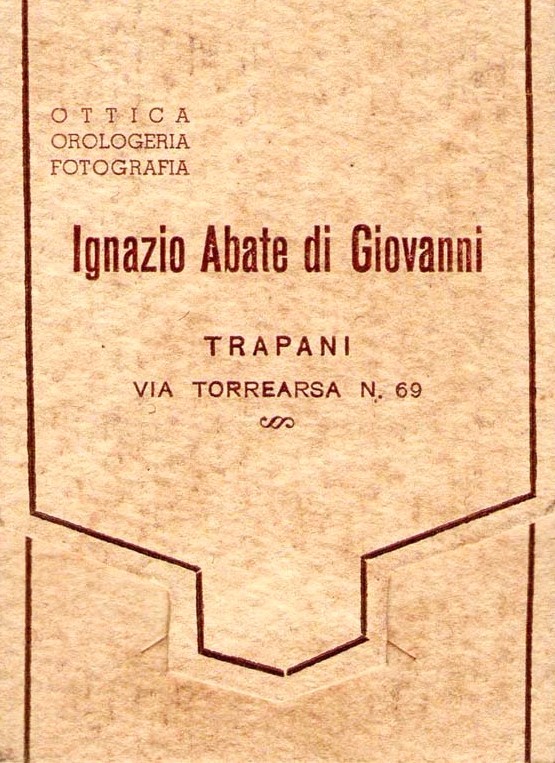 OTTICA
OROLOGERIA
FOTOGRAFIA
Ignazio Abate di Giovanni
TRAPANI
VIA TORREARSA N. 69